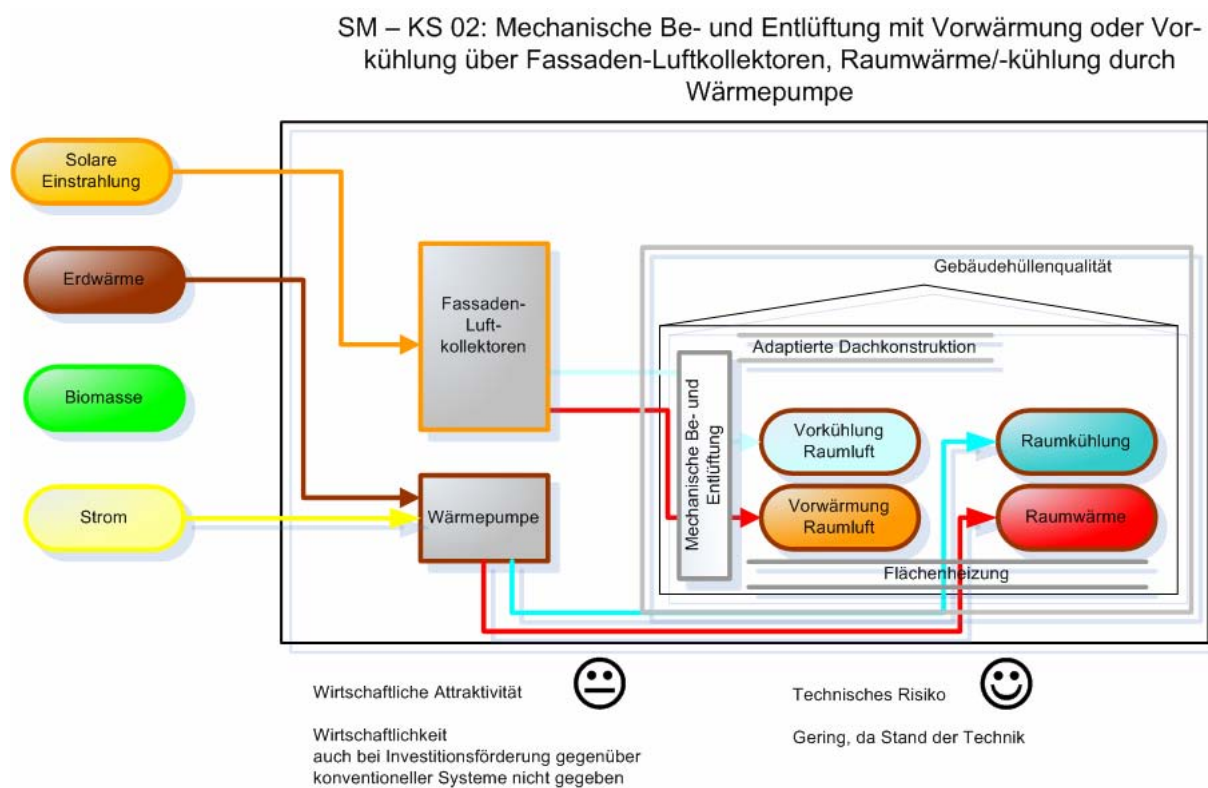 SM – KS 02: Mechanische Be- und Entlüftung mit Vorwärmung oder Vor-
kühlung über Fassaden-Luftkollektoren, Raumwärme/-kühlung durch
Wärmepumpe
Solare
Einstrahlung
Erdwärme
Biomasse
Strom
Fassaden-
Luft-
kollektoren
Wärmepumpe
Gebäudehüllenqualität
Adaptierte Dachkonstruktion
Mechanische Be- und
Entlüftung
Vorkühlung
Raumluft
Vorwärmung
Raumluft
Raumkühlung
Raumwärme
Flächenheizung
Wirtschaftliche Attraktivität
Wirtschaftlichkeit
auch bei Investitionsförderung gegenüber
konventioneller Systeme nicht gegeben
Technisches Risiko
Gering, da Stand der Technik